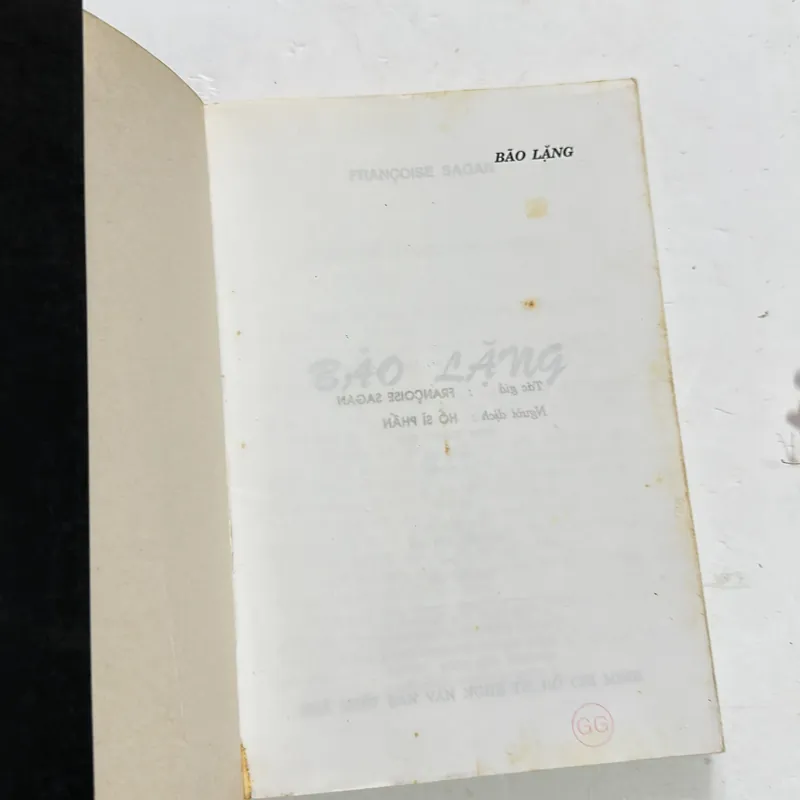 BÃO LẶNG
FRANÇOISE SAGAN
BÃO LẶNG
Tác giả : FRANÇOISE SAGAN
Người dịch : HỒ SĨ PHẤN
GG